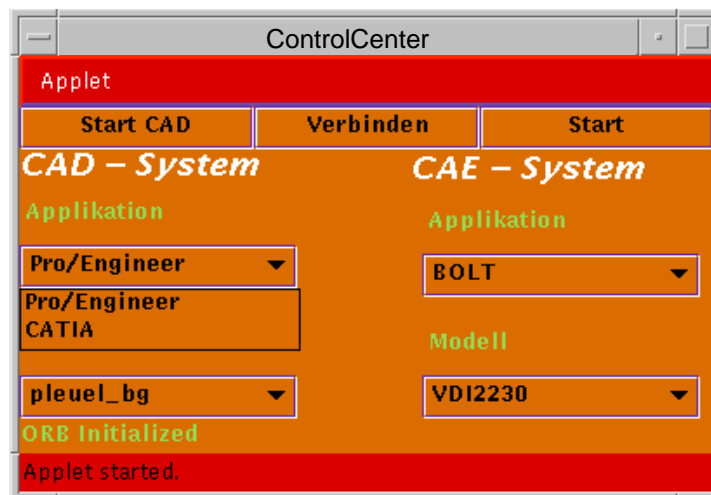 ControlCenter
Applet
Start CAD Verbinden Start
CAD – System CAE – System
Applikation Applikation
Pro/Engineer BOLT
Pro/Engineer
CATIA
Modell
pleuel_bg VDI2230
ORB Initialized
Applet started.